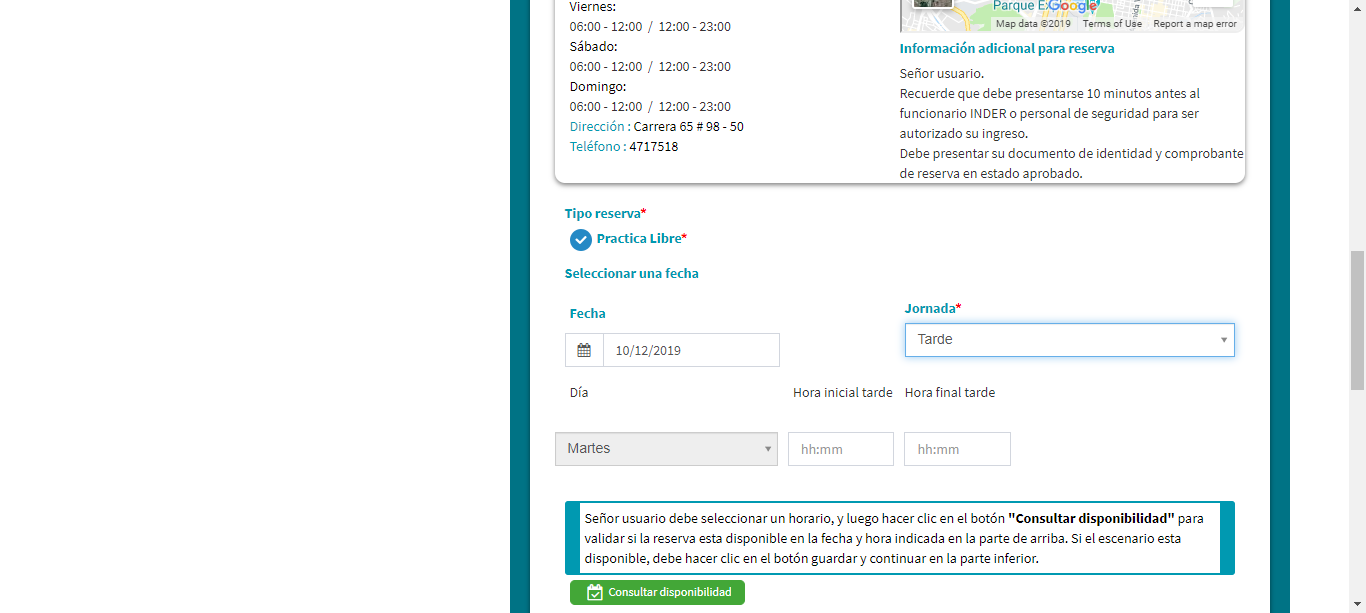 Viernes:
06:00 - 12:00 / 12:00 - 23:00
Sábado:
06:00 - 12:00 / 12:00 - 23:00
Domingo:
06:00 - 12:00 / 12:00 - 23:00
Dirección : Carrera 65 # 98 - 50
Teléfono : 4717518
Parque E
Google
Map data ©2019 Terms of Use Report a map error
Información adicional para reserva
Señor usuario.
Recuerde que debe presentarse 10 minutos antes al
funcionario INDER o personal de seguridad para ser
autorizado su ingreso.
Debe presentar su documento de identidad y comprobante
de reserva en estado aprobado.
Tipo reserva*
Practica Libre*
Seleccionar una fecha
Fecha
Jornada*
10/12/2019
Tarde
Día
Hora inicial tarde
Hora final tarde
Martes
hh:mm
hh:mm
Señor usuario debe seleccionar un horario, y luego hacer clic en el botón "Consultar disponibilidad" para
validar si la reserva esta disponible en la fecha y hora indicada en la parte de arriba. Si el escenario esta
disponible, debe hacer clic en el botón guardar y continuar en la parte inferior.
Consultar disponibilidad